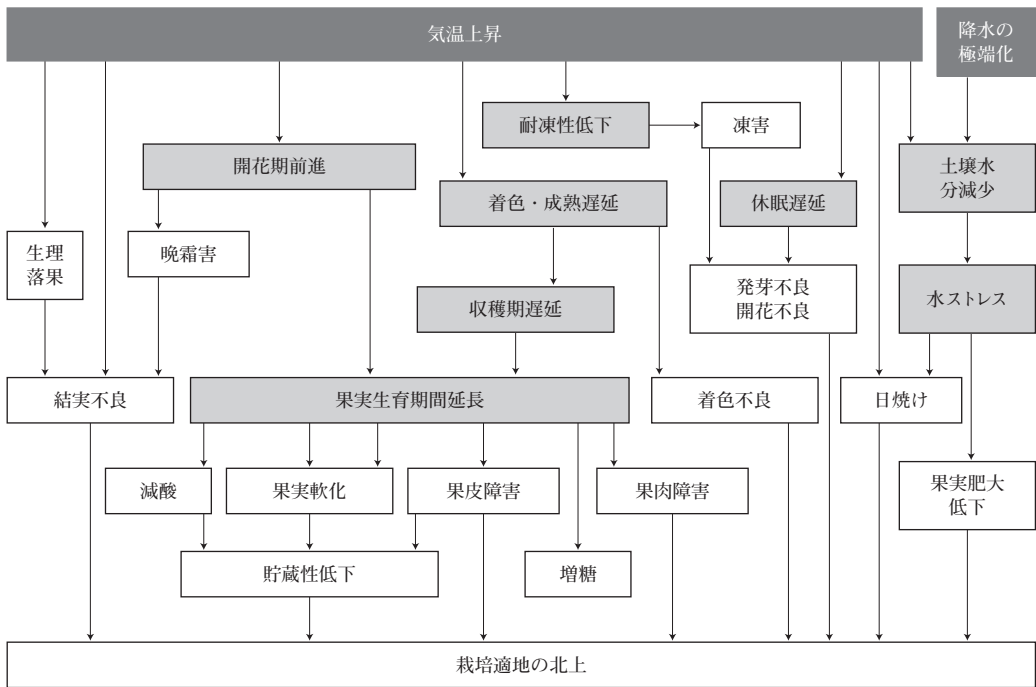 気温上昇
降水の
極端化
耐凍性低下
凍害
開花期前進
土壌水
分減少
着色・成熟遅延
休眠遅延
生理
落果
晩霜害
発芽不良
開花不良
水ストレス
収穫期遅延
結実不良
果実生育期間延長
着色不良
日焼け
減酸
果実軟化
果皮障害
果肉障害
果実肥大
低下
貯蔵性低下
増糖
栽培適地の北上